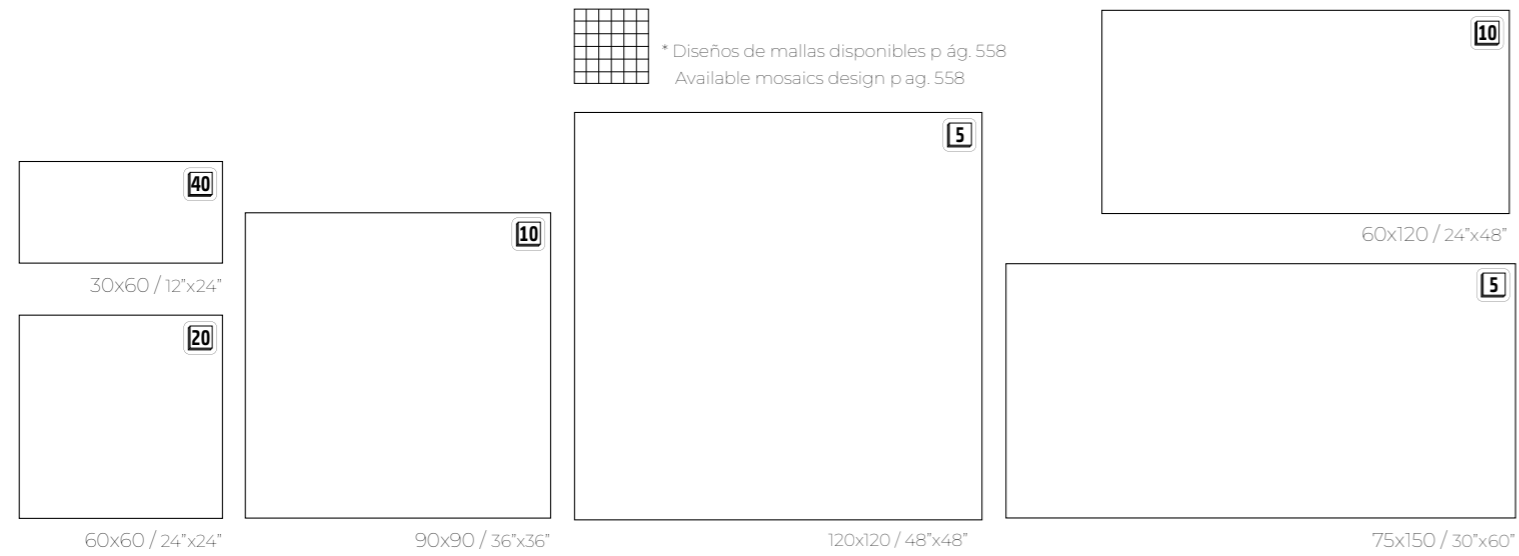 * Diseños de mallas disponibles p ág. 558
Available mosaics design p ag. 558
40
30x60 / 12”x24”
20
60x60 / 24”x24”
10
90x90 / 36”x36”
5
120x120 / 48”x48”
10
60x120 / 24”x48”
5
75x150 / 30”x60”